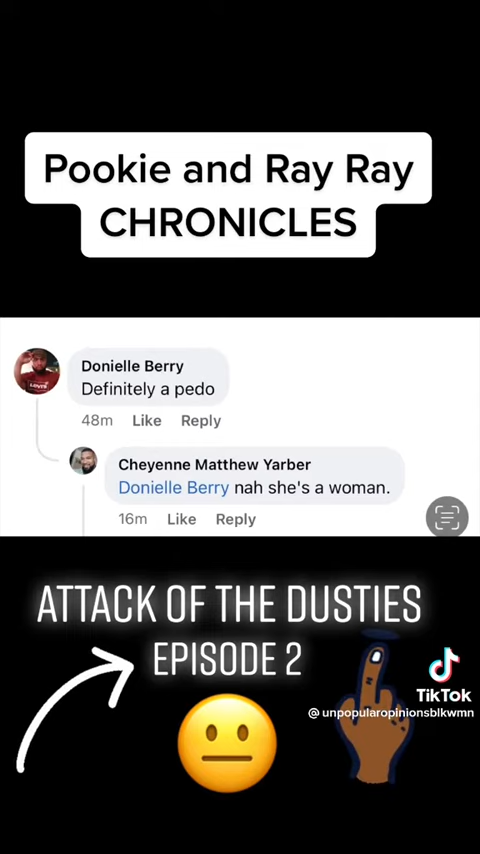 Pookie and Ray Ray
CHRONICLES
Donielle Berry
Definitely a pedo
48m Like Reply
Cheyenne Matthew Yarber
Donielle Berry nah she's a woman.
16m Like Reply
ATTACK OF THE DUSTIES
EPISODE 2
TikTok
@unpopularopinionsblkwmn